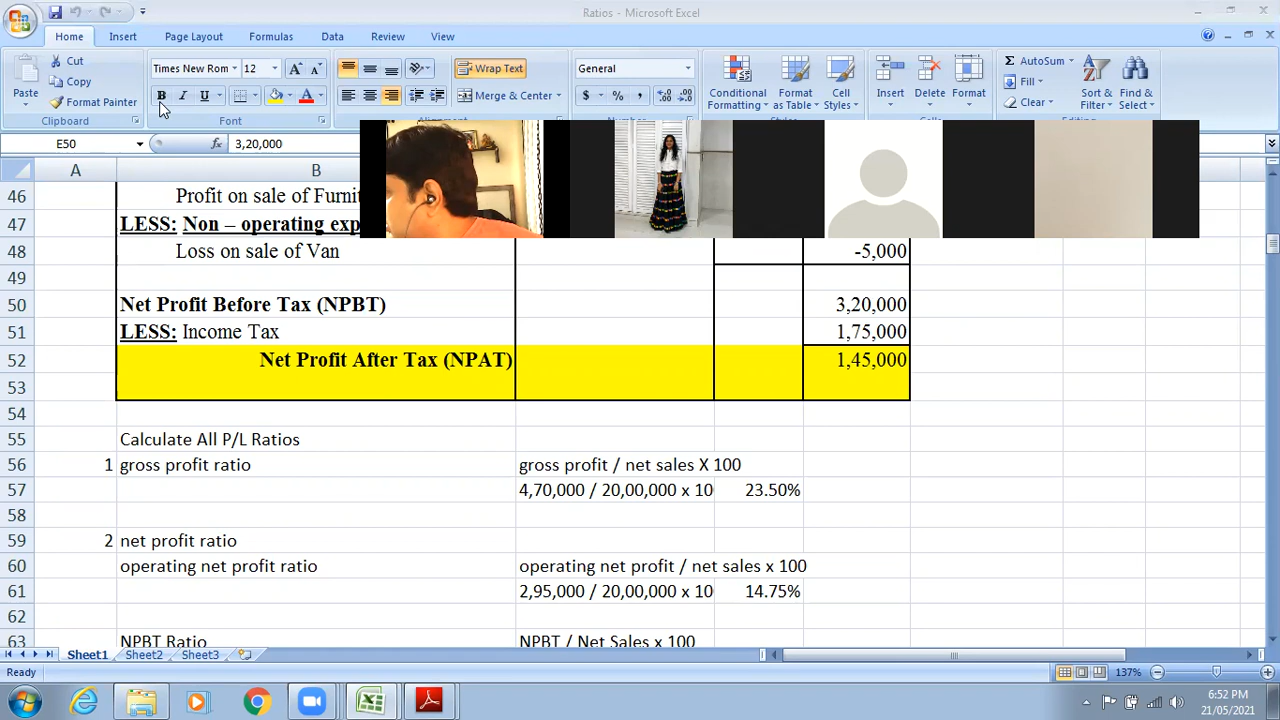 Ratios - Microsoft Excel
Home Insert Page Layout Formulas Data Review View
Cut
Copy
Format Painter
Paste
Clipboard
Times New Rom 12
B I U
Font
Wrap Text
Merge & Center
General
$ % ,
Conditional Formatting
Format as Table
Cell Styles
Insert
Delete
Format
AutoSum
Fill
Clear
Sort & Filter
Find & Select
E50 fx 3,20,000
A B
46 Profit on sale of Furnit
47 LESS: Non – operating exp
48 Loss on sale of Van -5,000
49
50 Net Profit Before Tax (NPBT) 3,20,000
51 LESS: Income Tax 1,75,000
52 Net Profit After Tax (NPAT) 1,45,000
53
54
55 Calculate All P/L Ratios
56 1 gross profit ratio gross profit / net sales X 100
57 4,70,000 / 20,00,000 x 10 23.50%
58
59 2 net profit ratio
60 operating net profit ratio operating net profit / net sales x 100
61 2,95,000 / 20,00,000 x 10 14.75%
62
63 NPBT Ratio NPBT / Net Sales x 100
Sheet1 Sheet2 Sheet3
Ready 137%
6:52 PM
21/05/2021